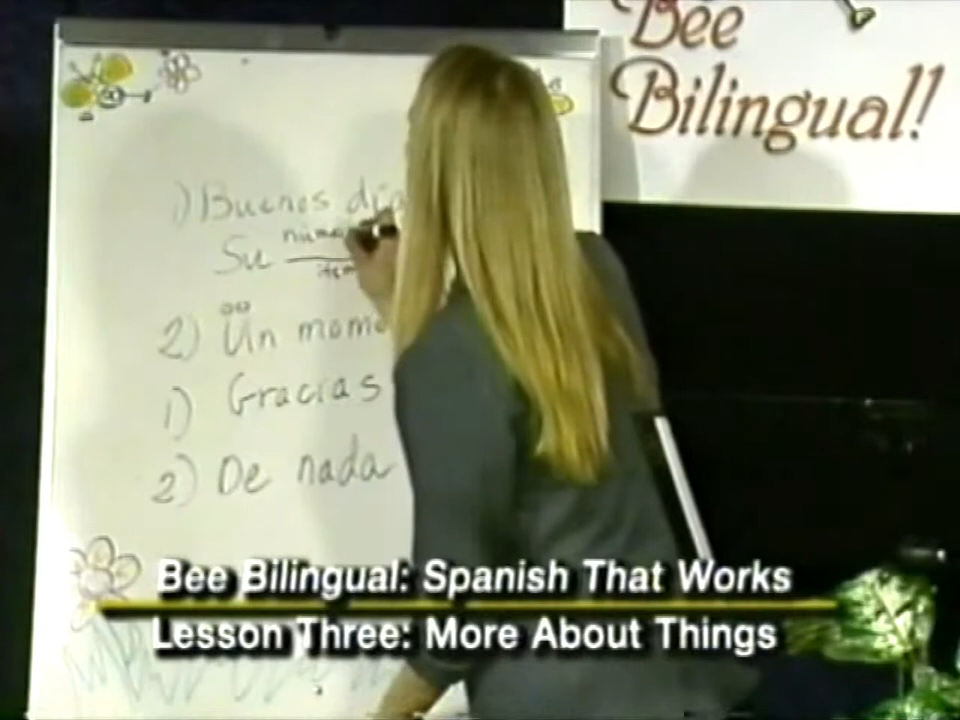 Bee
Bilingual!
1) Buenos
Su
2) Un
1) Gracias
2) De nada
Bee Bilingual: Spanish That Works
Lesson Three: More About Things